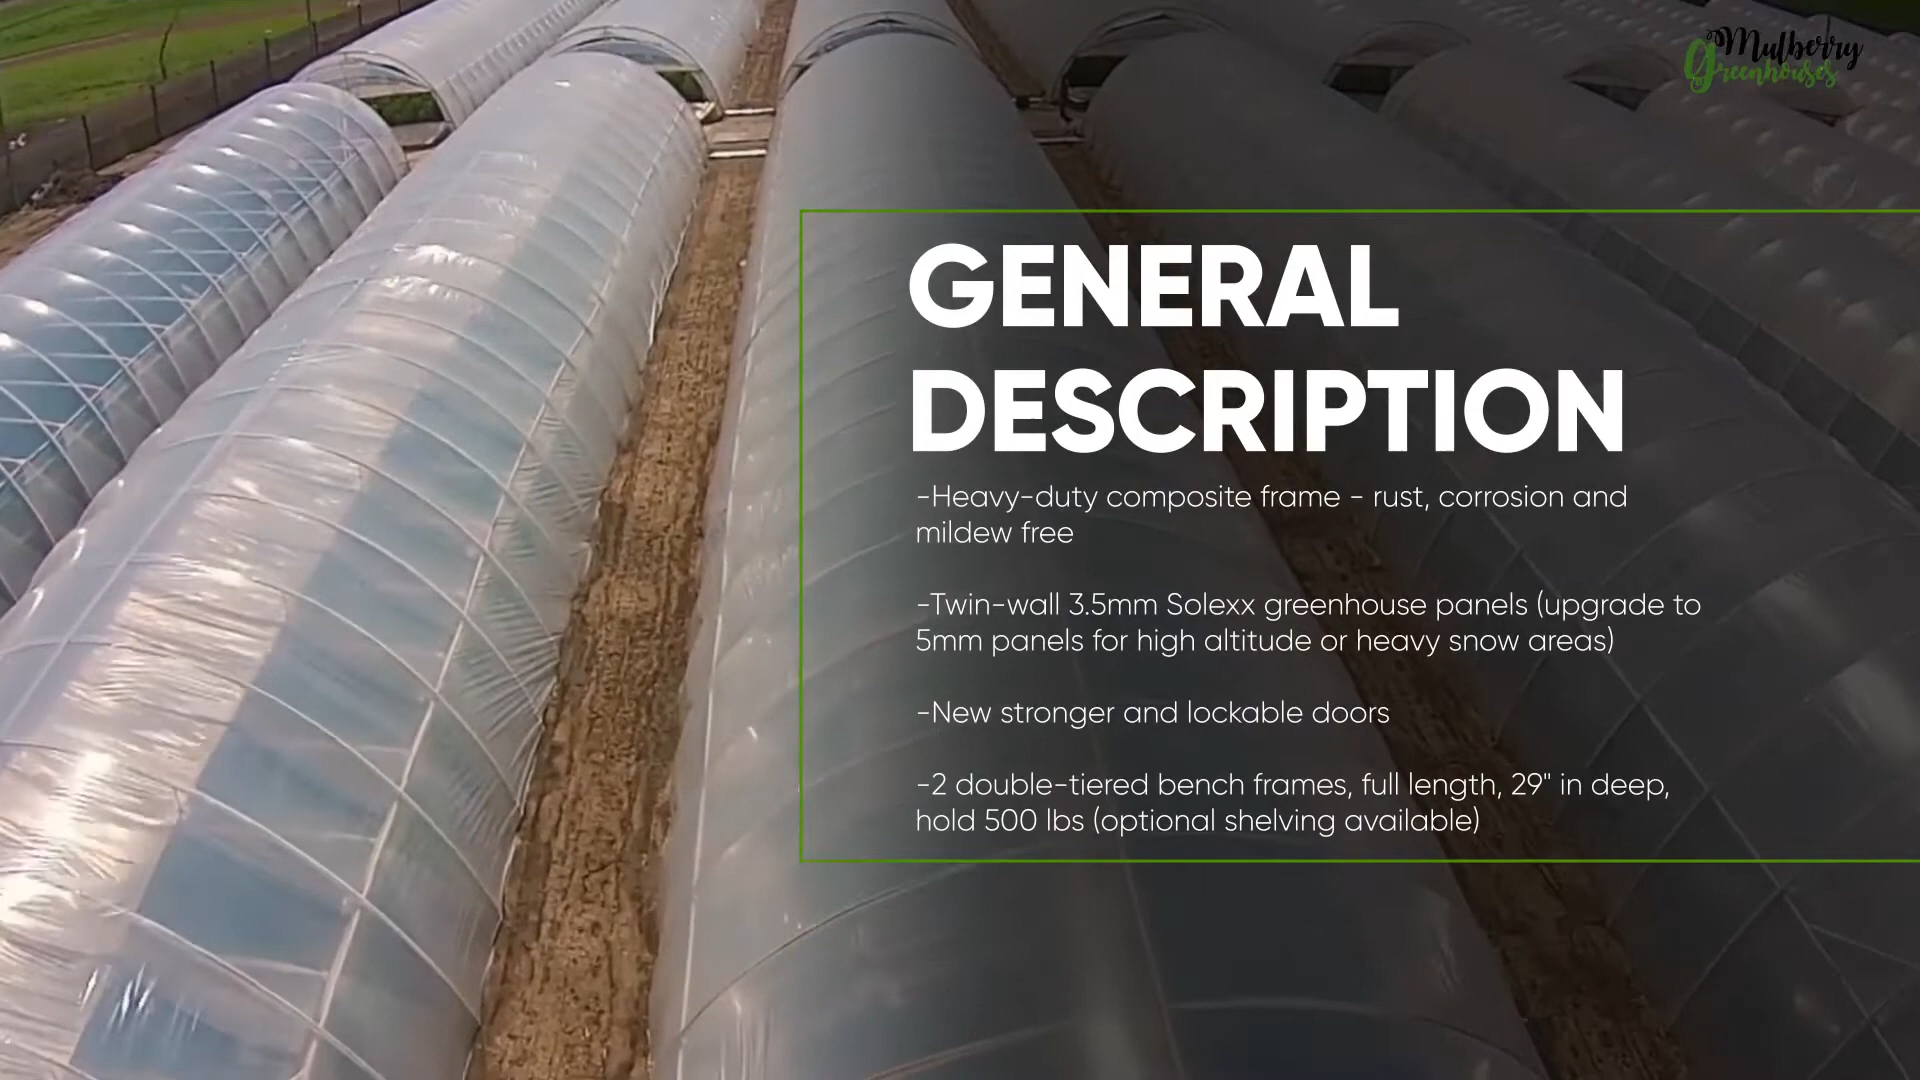 Mulberry
Greenhouses
GENERAL
DESCRIPTION
-Heavy-duty composite frame - rust, corrosion and
mildew free
-Twin-wall 3.5mm Solexx greenhouse panels (upgrade to
5mm panels for high altitude or heavy snow areas)
-New stronger and lockable doors
-2 double-tiered bench frames, full length, 29" in deep,
hold 500 lbs (optional shelving available)